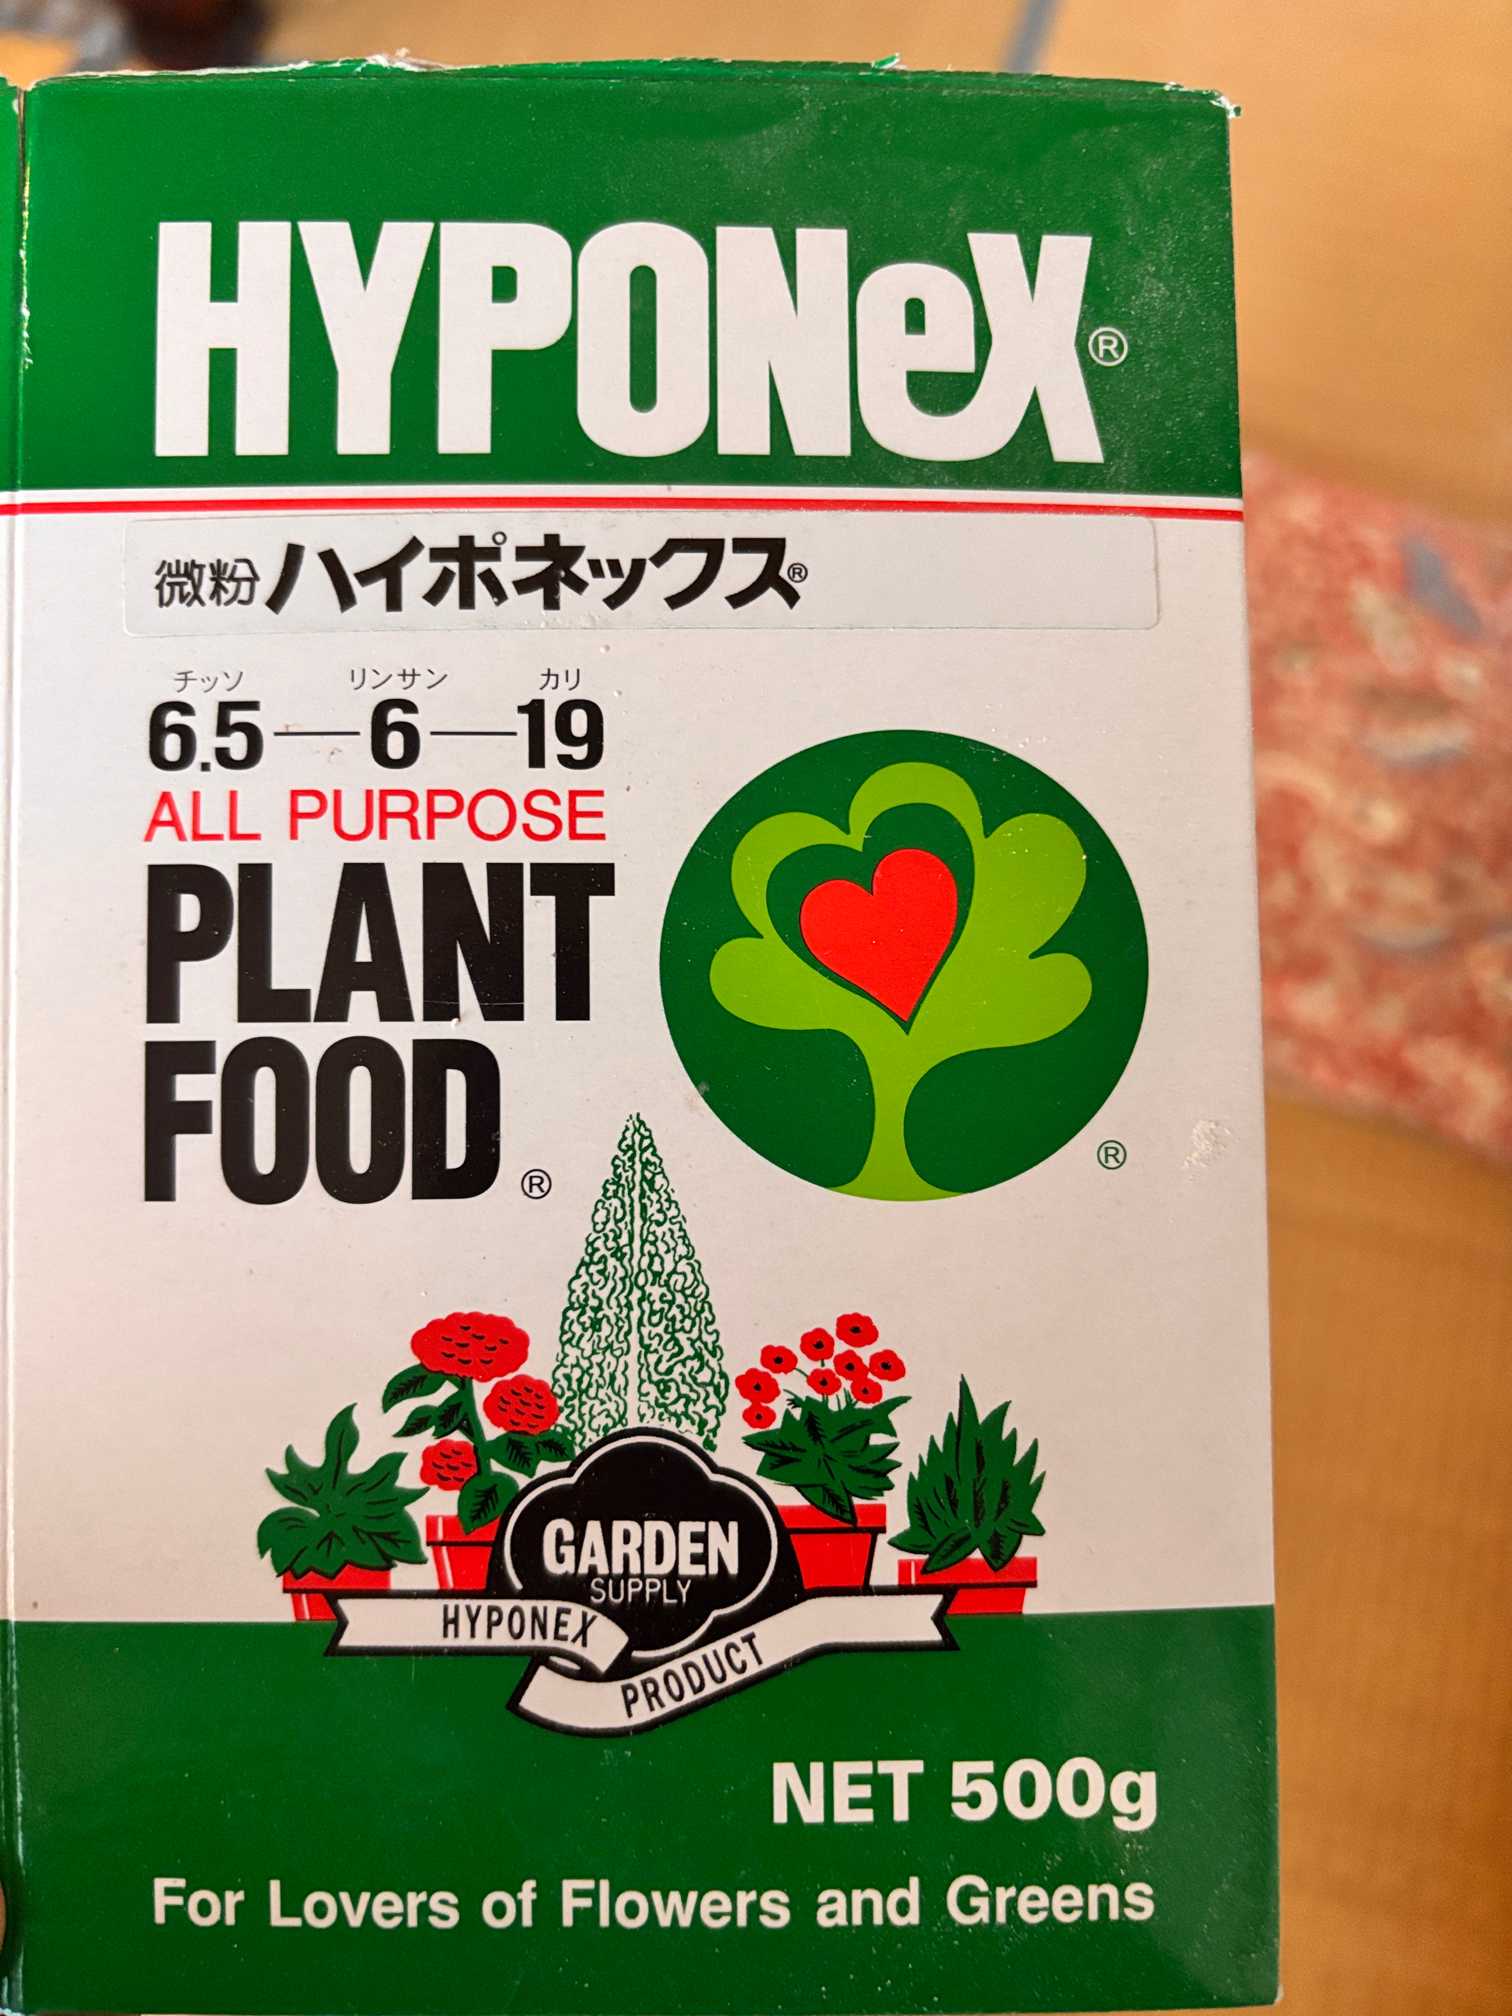 HYPONeX®
微粉ハイポネックス®
チッソ リンサン カリ
6.5—6—19
ALL PURPOSE
PLANT
FOOD®
®
GARDEN
SUPPLY
HYPONEX
PRODUCT
NET 500g
For Lovers of Flowers and Greens